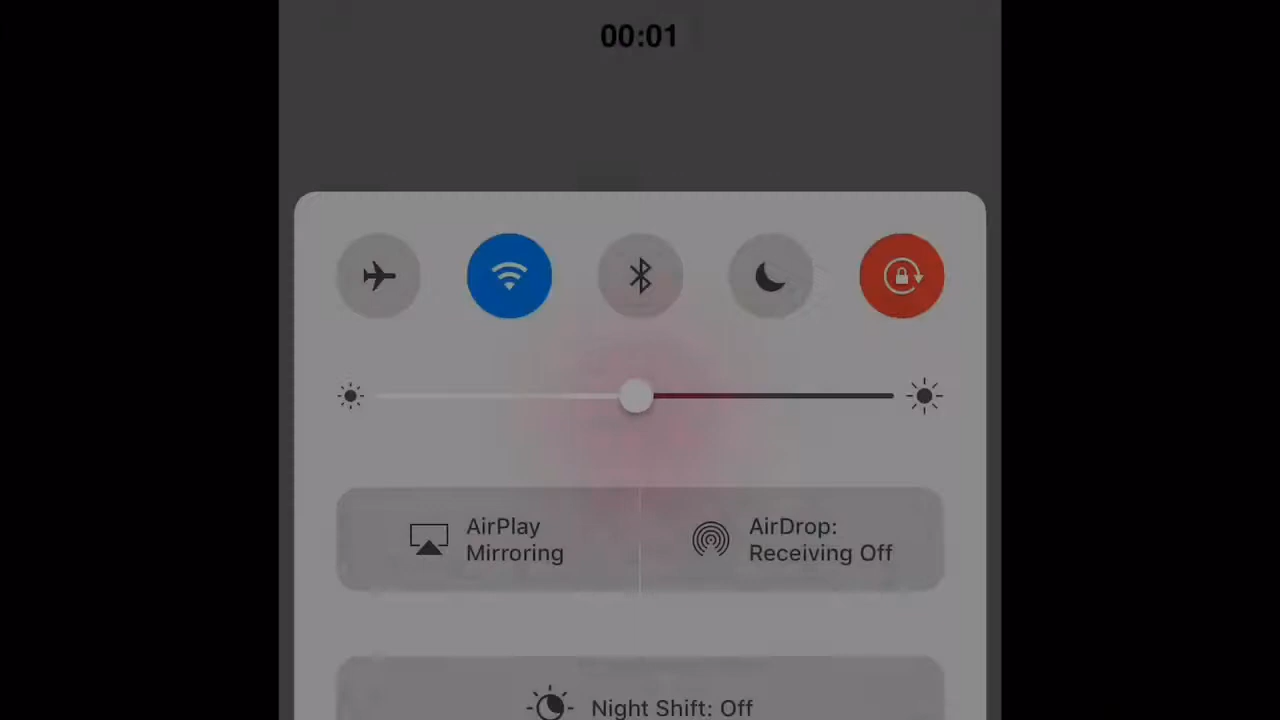 00:01
AirPlay
Mirroring
AirDrop:
Receiving Off
Night Shift: Off